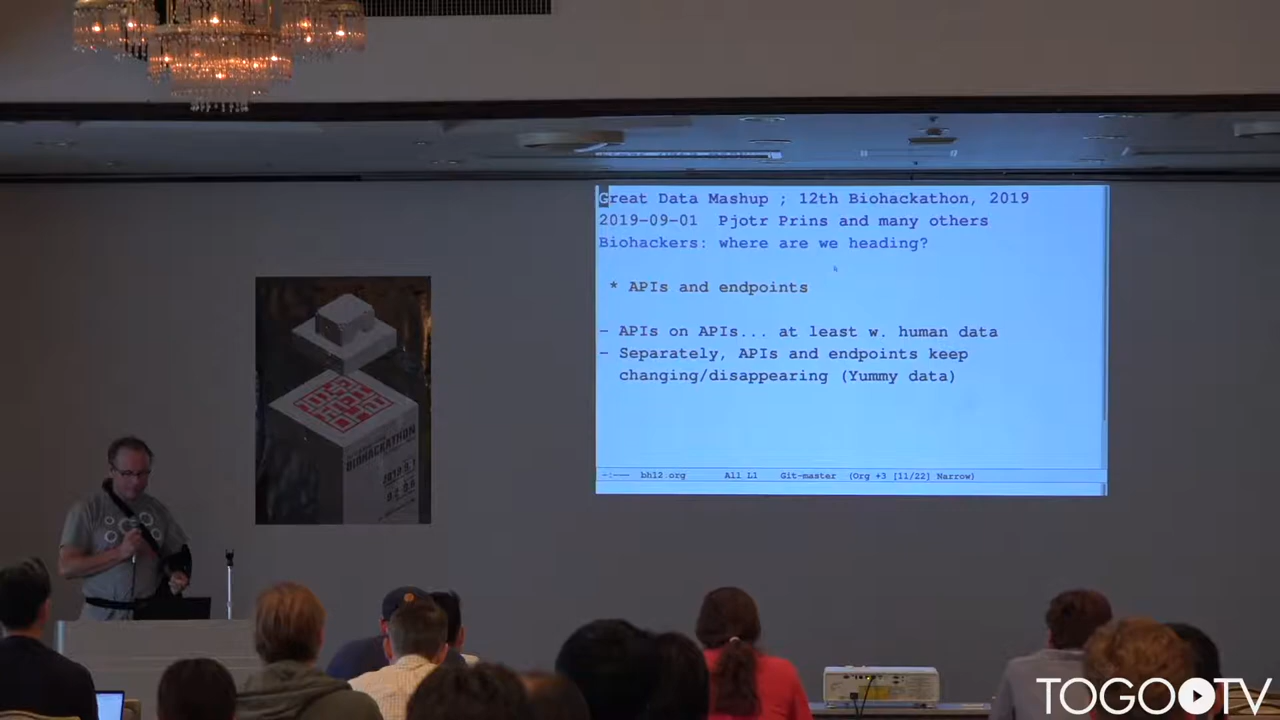 Great Data Mashup ; 12th Biohackathon, 2019
2019-09-01  Pjotr Prins and many others
Biohackers: where are we heading?
* APIs and endpoints
- APIs on APIs... at least w. human data
- Separately, APIs and endpoints keep
changing/disappearing (Yummy data)
-:--- bh12.org All L1 Git-master (Org +3 [11/22] Narrow)
BIOHACKATHON
TOGOTV